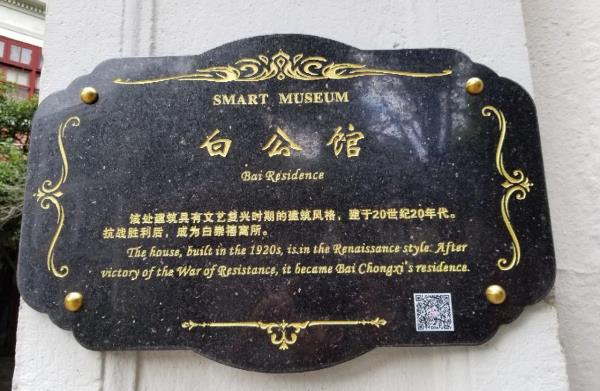 SMART MUSEUM
白公馆
Bai Residence
该处建筑具有文艺复兴时期的建筑风格，建于20世纪20年代。
抗战胜利后，成为白崇禧寓所。
The house, built in the 1920s, is in the Renaissance style. After
victory of the War of Resistance, it became Bai Chongxi's residence.